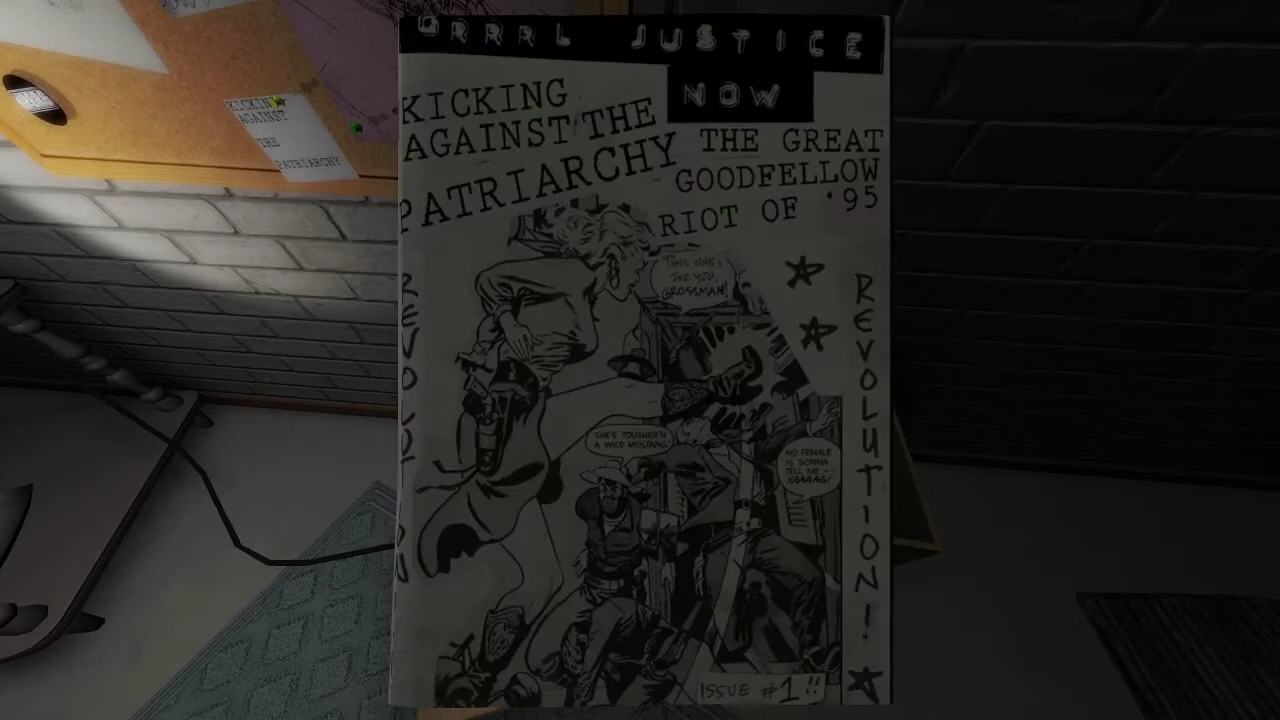 GRRRL JUSTICE
NOW
KICKING
AGAINST THE
PATRIARCHY
THE GREAT
GOODFELLOW
RIOT OF '95
KICKING
AGAINST
THE
PATRIARCHY
THIS ONE'S
FOR YOU,
GROSSMAN!
REVOLUTION!
SHE'S TOUGHER'N
A WILD MUSTANG!
NO FEMALE
IS GONNA
TELL ME--
YAAAAG!
ISSUE #1!!